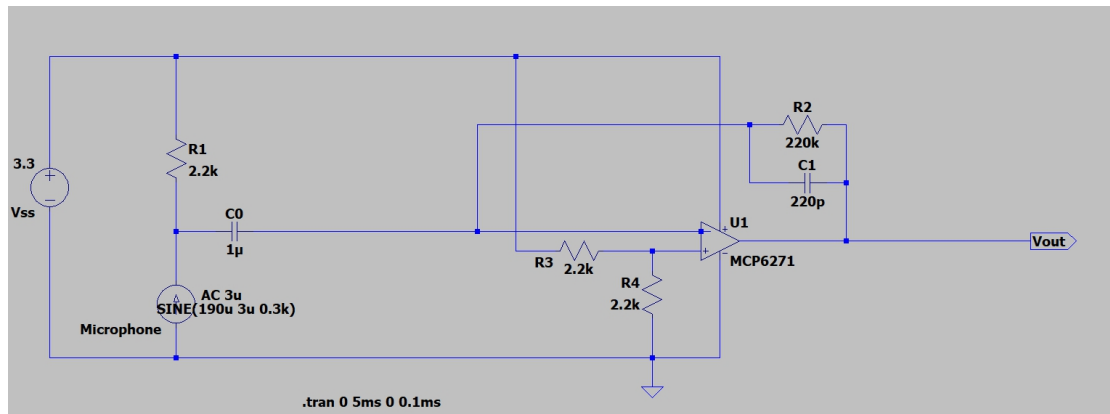 3.3
Vss
R1
2.2k
C0
1µ
AC 3u
SINE(190u 3u 0.3k)
Microphone
R3
2.2k
R4
2.2k
+
U1
-
MCP6271
R2
220k
C1
220p
Vout
.tran 0 5ms 0 0.1ms